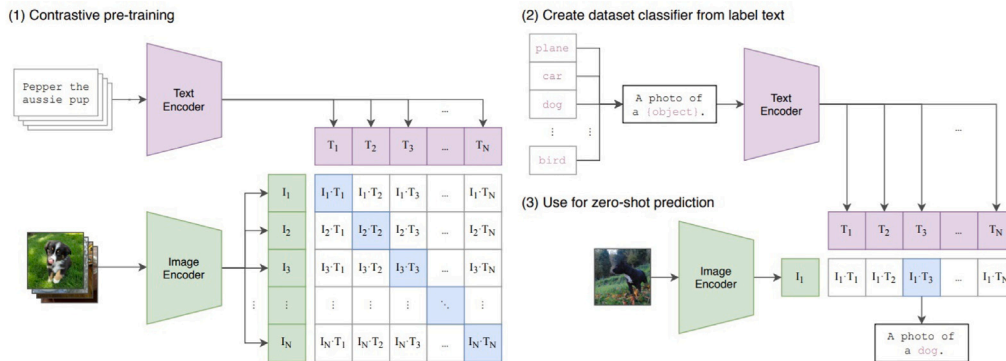 (1) Contrastive pre-training
Pepper the
aussie pup
Text
Encoder
T1 T2 T3 ... TN
Image
Encoder
I1 I1·T1 I1·T2 I1·T3 ... I1·TN
I2 I2·T1 I2·T2 I2·T3 ... I2·TN
I3 I3·T1 I3·T2 I3·T3 ... I3·TN
⋮ ⋮ ⋮ ⋮ ⋱ ⋮
IN IN·T1 IN·T2 IN·T3 ... IN·TN
(2) Create dataset classifier from label text
plane
car
dog
⋮
bird
A photo of
a {object}.
Text
Encoder
(3) Use for zero-shot prediction
T1 T2 T3 ... TN
Image
Encoder
I1 I1·T1 I1·T2 I1·T3 ... I1·TN
A photo of
a dog.